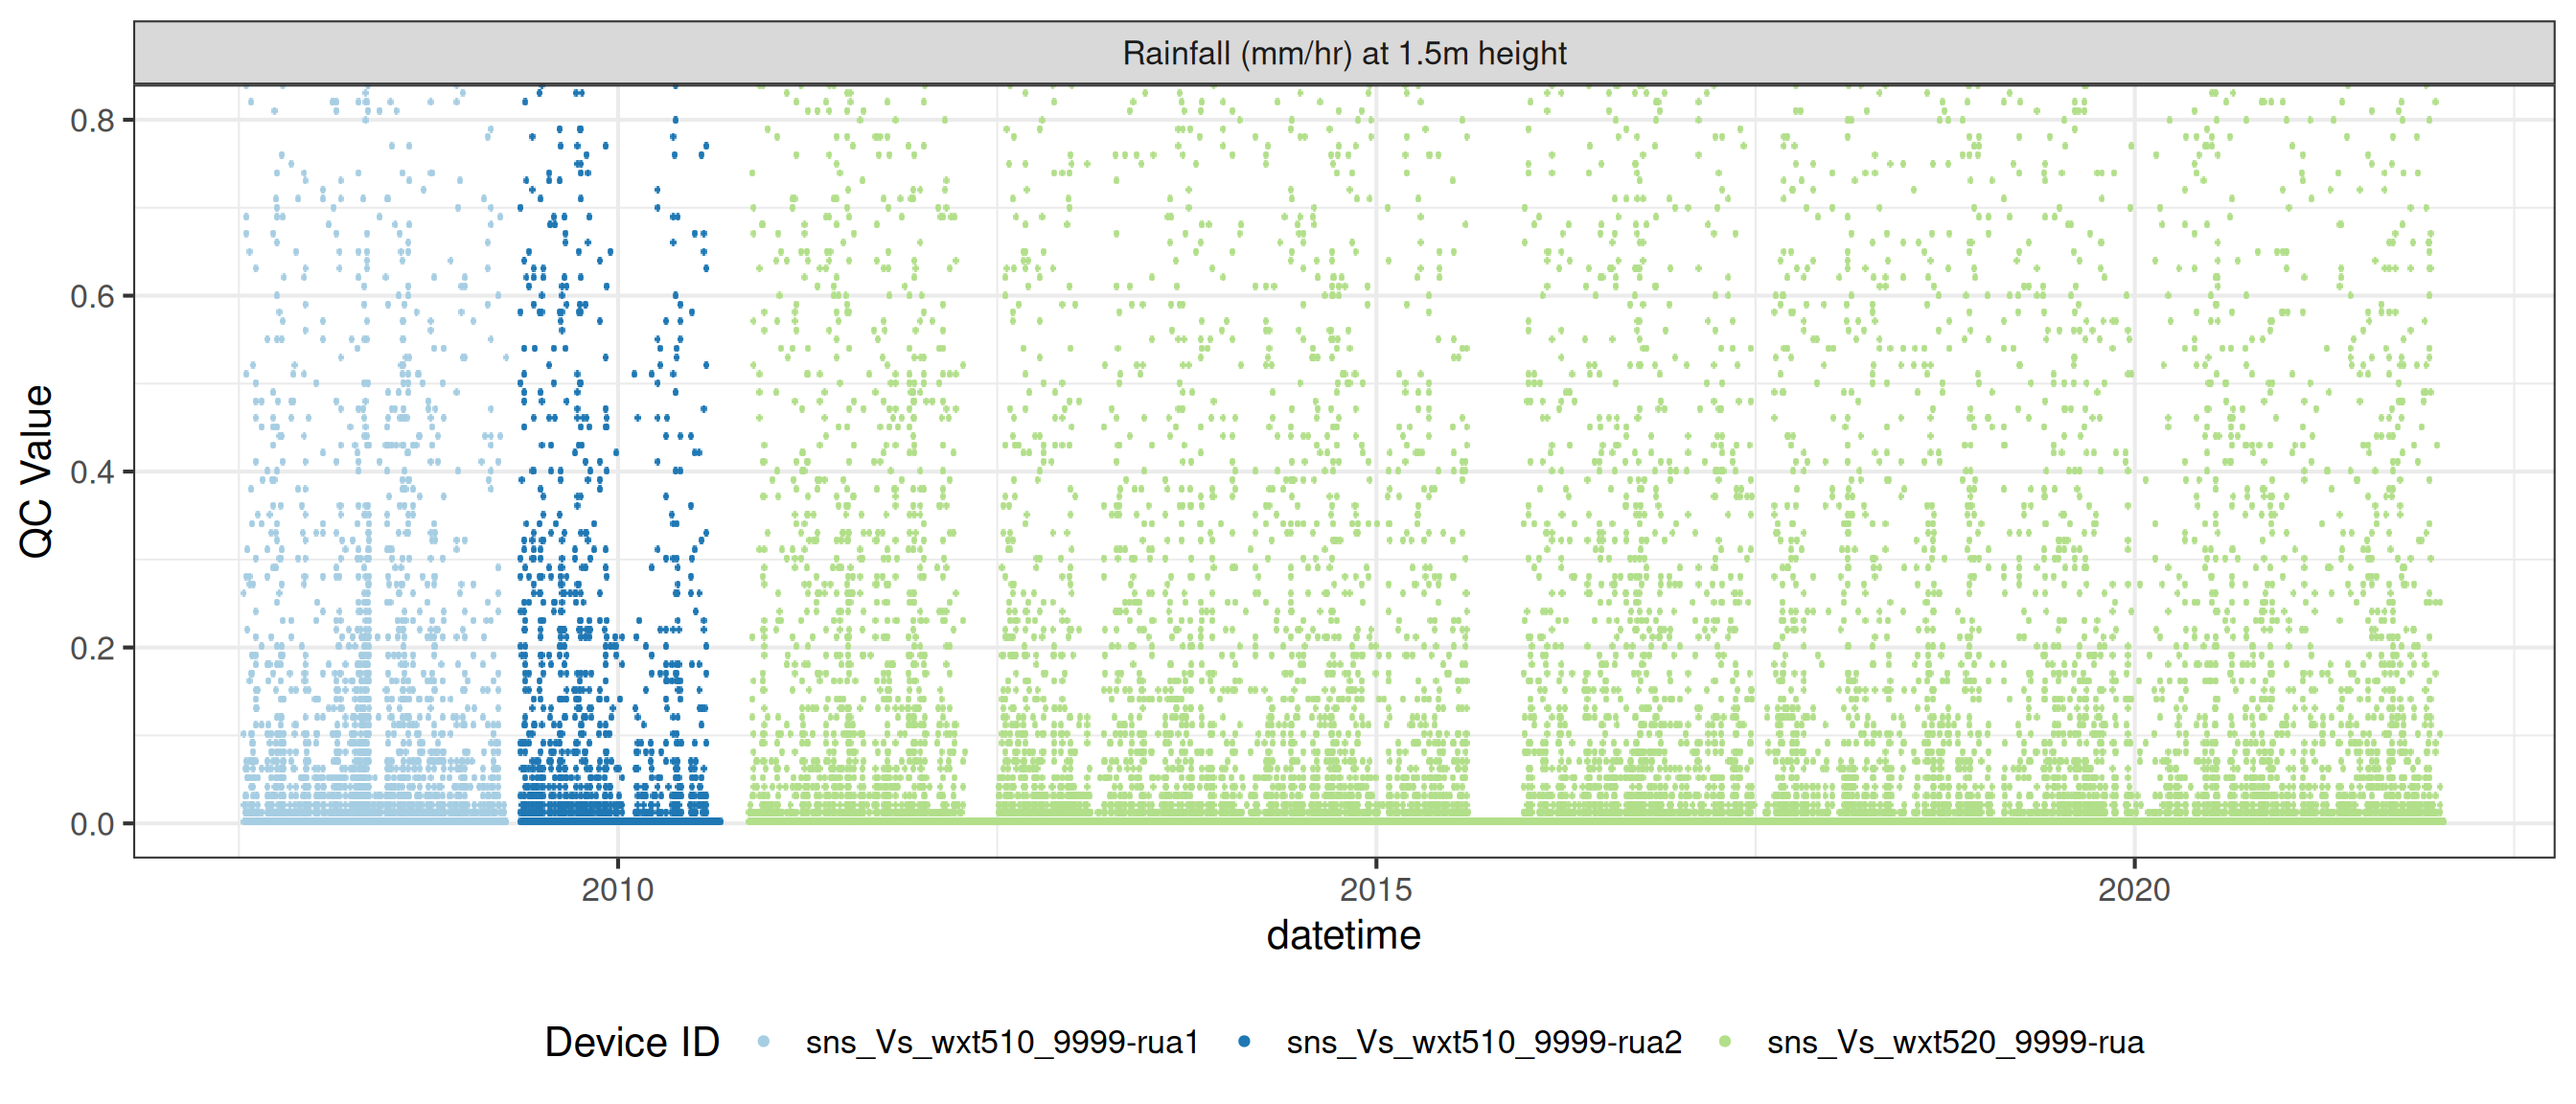 Rainfall (mm/hr) at 1.5m height
0.8
0.6
0.4
0.2
0.0
QC Value
2010 2015 2020
datetime
Device ID sns_Vs_wxt510_9999-rua1 sns_Vs_wxt510_9999-rua2 sns_Vs_wxt520_9999-rua